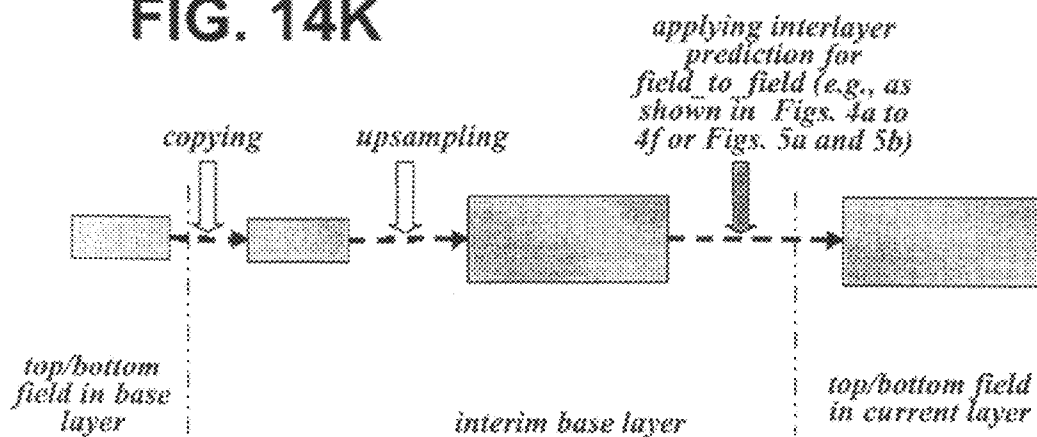 FIG. 14K
applying interlayer
prediction for
field_to_field (e.g., as
shown in Figs. 4a to
4f or Figs. 5a and 5b)
copying
upsampling
top/bottom
field in base
layer
interim base layer
top/bottom field
in current layer